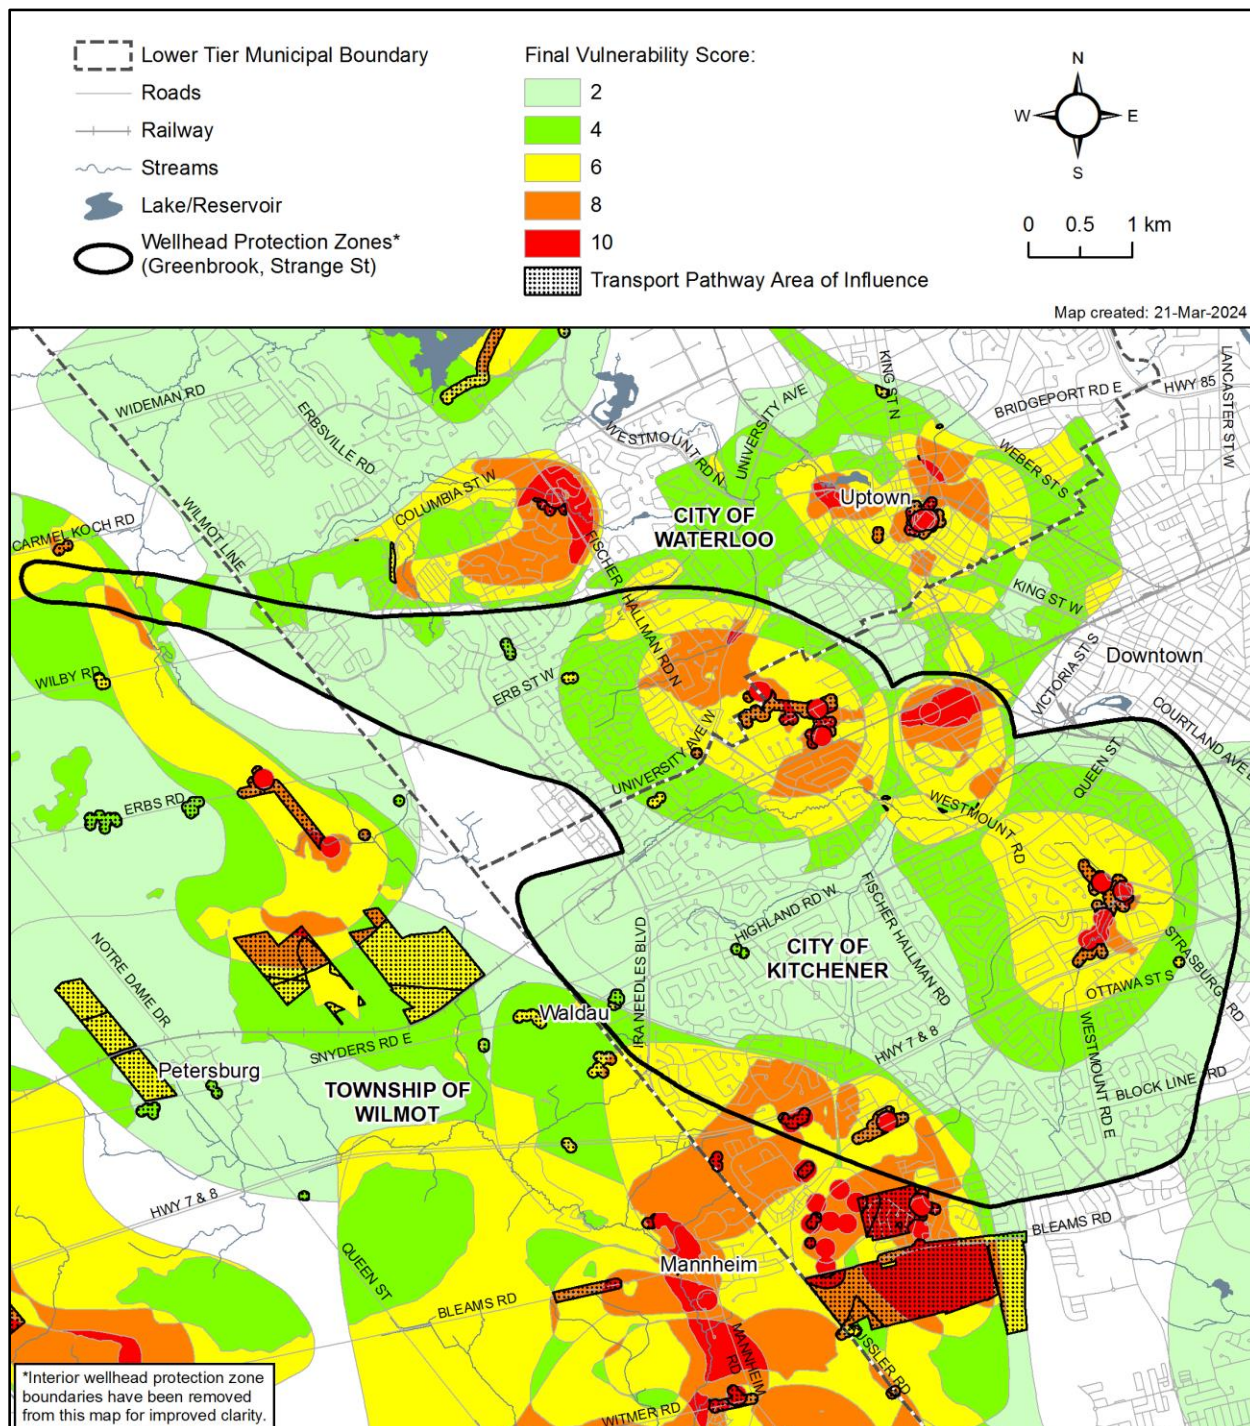 Lower Tier Municipal Boundary
Roads
Railway
Streams
Lake/Reservoir
Wellhead Protection Zones*
(Greenbrook, Strange St)
Final Vulnerability Score:
2
4
6
8
10
Transport Pathway Area of Influence
N
W
E
S
0 0.5 1 km
Map created: 21-Mar-2024
WIDEMAN RD
ERBSVILLE RD
WESTMOUNT RD N
UNIVERSITY AVE
KING ST N
BRIDGEPORT RD E
HWY 85
LANCASTER ST W
WEBER ST S
COLUMBIA ST W
Uptown
CITY OF
WATERLOO
CARMEL KOCH RD
WILMOT LINE
FISCHER HALLMAN RD N
KING ST W
VICTORIA ST S
Downtown
COURTLAND AVE
WILBY RD
ERB ST W
UNIVERSITY AVE W
QUEEN ST
WESTMOUNT RD
ERBS RD
HIGHLAND RD W
FISCHER HALLMAN RD
CITY OF
KITCHENER
IRA NEEDLES BLVD
STRASBURG RD
OTTAWA ST S
NOTRE DAME DR
Waldau
SNYDERS RD E
HWY 7 & 8
Petersburg
TOWNSHIP OF
WILMOT
WESTMOUNT RD E
BLOCK LINE RD
HWY 7 & 8
QUEEN ST
BLEAMS RD
Mannheim
BLEAMS RD
MANNHEIM
RD
USSLER RD
WITMER RD
*Interior wellhead protection zone
boundaries have been removed
from this map for improved clarity.